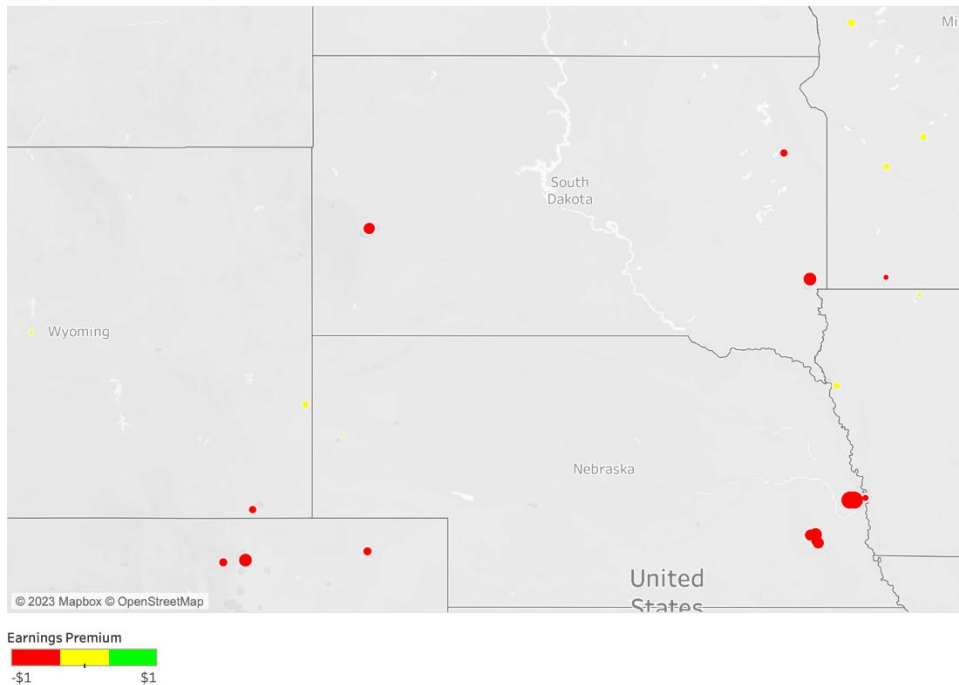 Mi
South
Dakota
Wyoming
Nebraska
United
States
© 2023 Mapbox © OpenStreetMap
Earnings Premium
-$1
$1